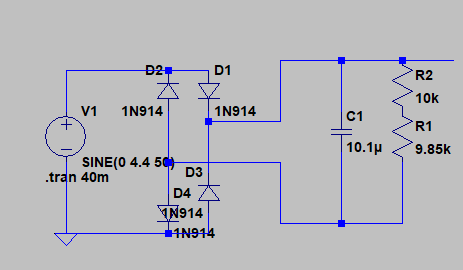 D2
D1
R2
V1
1N914
1N914
10k
C1
R1
10.1µ
9.85k
SINE(0 4.4 50)
D3
.tran 40m
D4
1N914
1N914